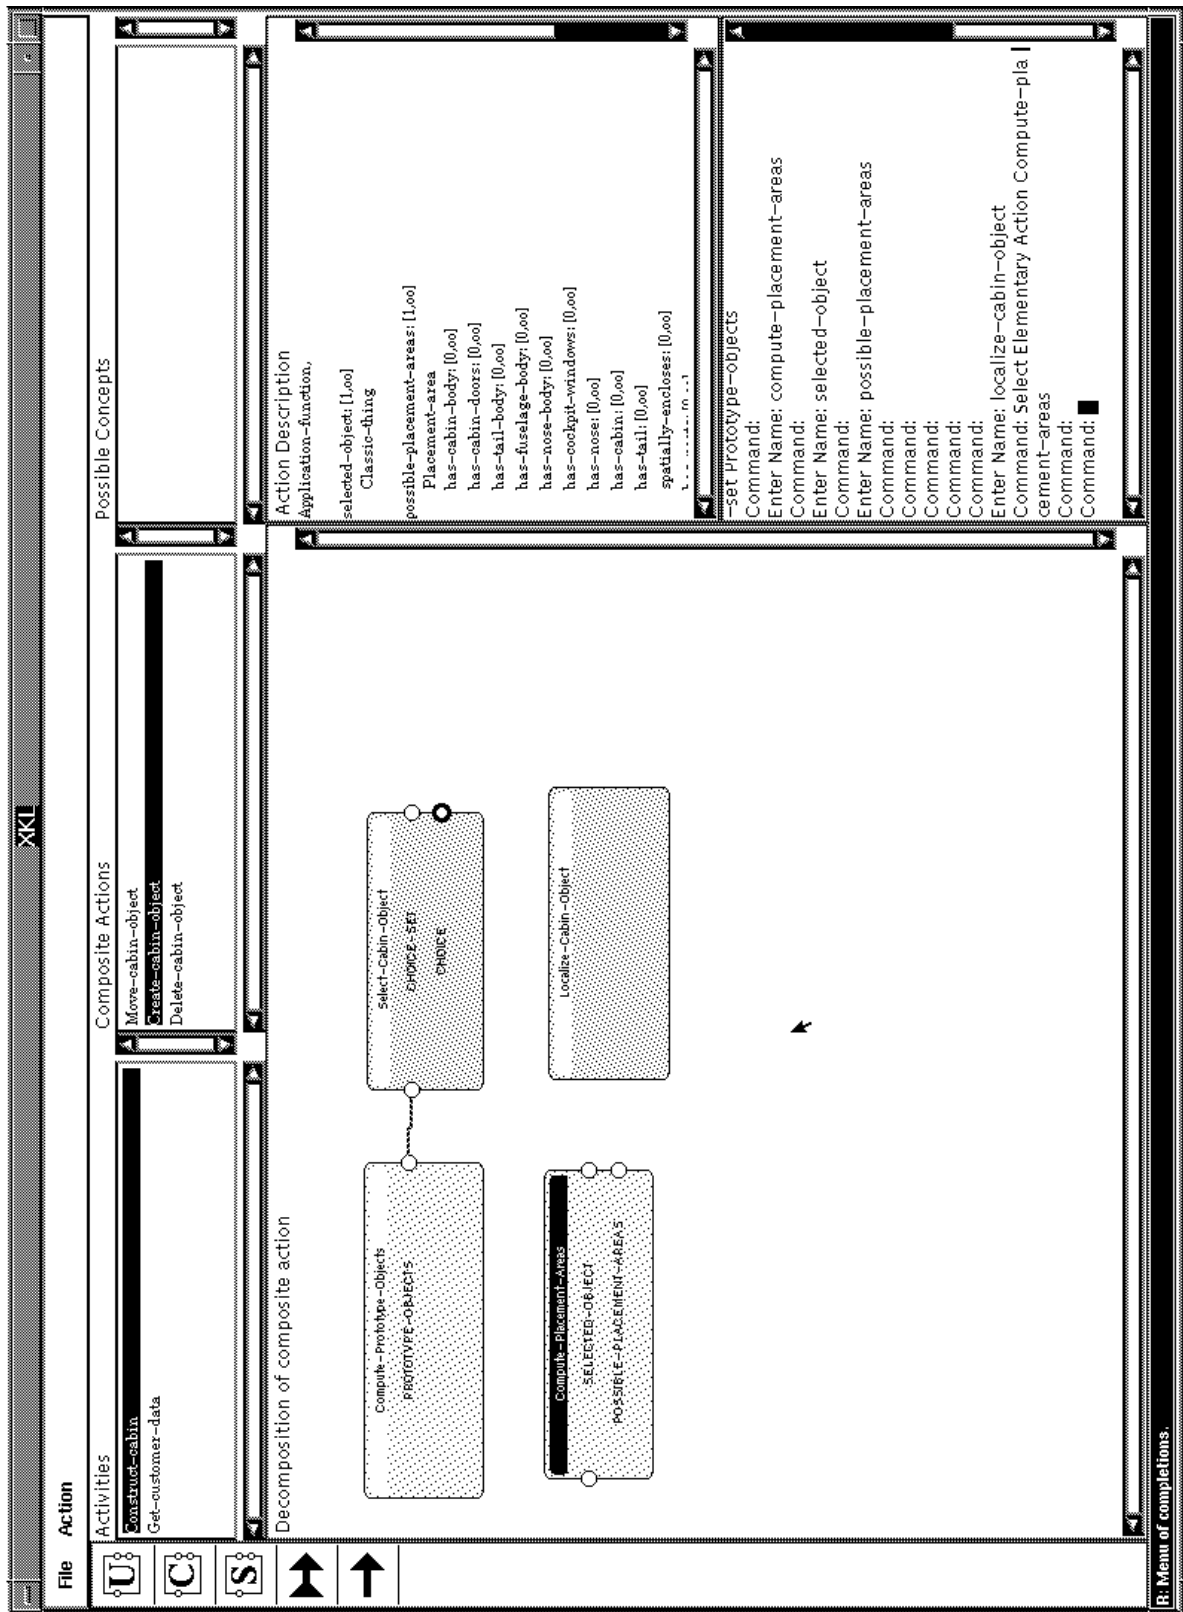 XKL
File Action
Activities
Construct-cabin
Get-customer-data
Composite Actions
Move-cabin-object
Create-cabin-object
Delete-cabin-object
Possible Concepts
U
C
S
Decomposition of composite action
Compute-Prototype-Objects
PROTOTYPE-OBJECTS
Select-Cabin-Object
CHOICE-SET
CHOICE
Compute-Placement-Areas
SELECTED-OBJECT
POSSIBLE-PLACEMENT-AREAS
Localize-Cabin-Object
Action Description
Application-function,
selected-object: [1,oo]
Classic-thing
possible-placement-areas: [1,oo]
Placement-area
has-cabin-body: [0,oo]
has-cabin-doors: [0,oo]
has-tail-body: [0,oo]
has-fuselage-body: [0,oo]
has-nose-body: [0,oo]
has-cockpit-windows: [0,oo]
has-nose: [0,oo]
has-cabin: [0,oo]
has-tail: [0,oo]
spatially-encloses: [0,oo]
-set Prototype-objects
Command:
Enter Name: compute-placement-areas
Command:
Enter Name: selected-object
Command:
Enter Name: possible-placement-areas
Command:
Command:
Command:
Command:
Command:
Enter Name: localize-cabin-object
Command: Select Elementary Action Compute-pla
cement-areas
Command:
Command:
R: Menu of completions.